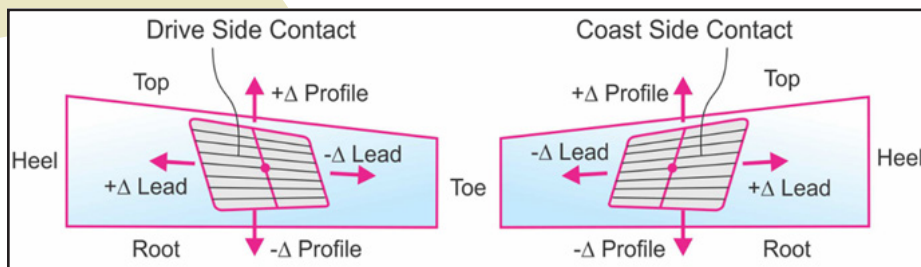 Drive Side Contact
Coast Side Contact
Top
+Δ Profile
+Δ Profile
Top
Heel
-Δ Lead
-Δ Lead
Heel
+Δ Lead
Toe
+Δ Lead
Root
-Δ Profile
-Δ Profile
Root